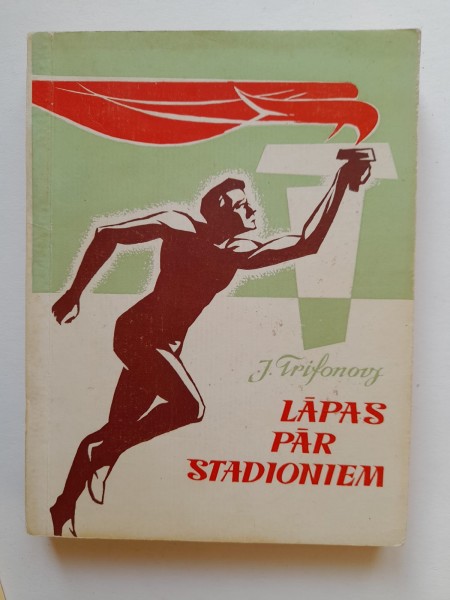 J. Trifonovs
LĀPAS
PĀR
STADIONIEM